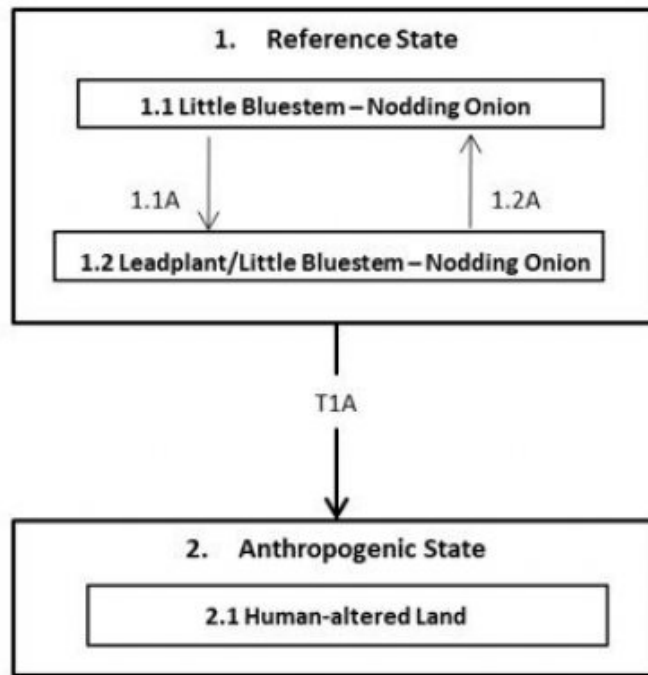 1. Reference State
1.1 Little Bluestem – Nodding Onion
1.1A
1.2A
1.2 Leadplant/Little Bluestem – Nodding Onion
T1A
2. Anthropogenic State
2.1 Human-altered Land